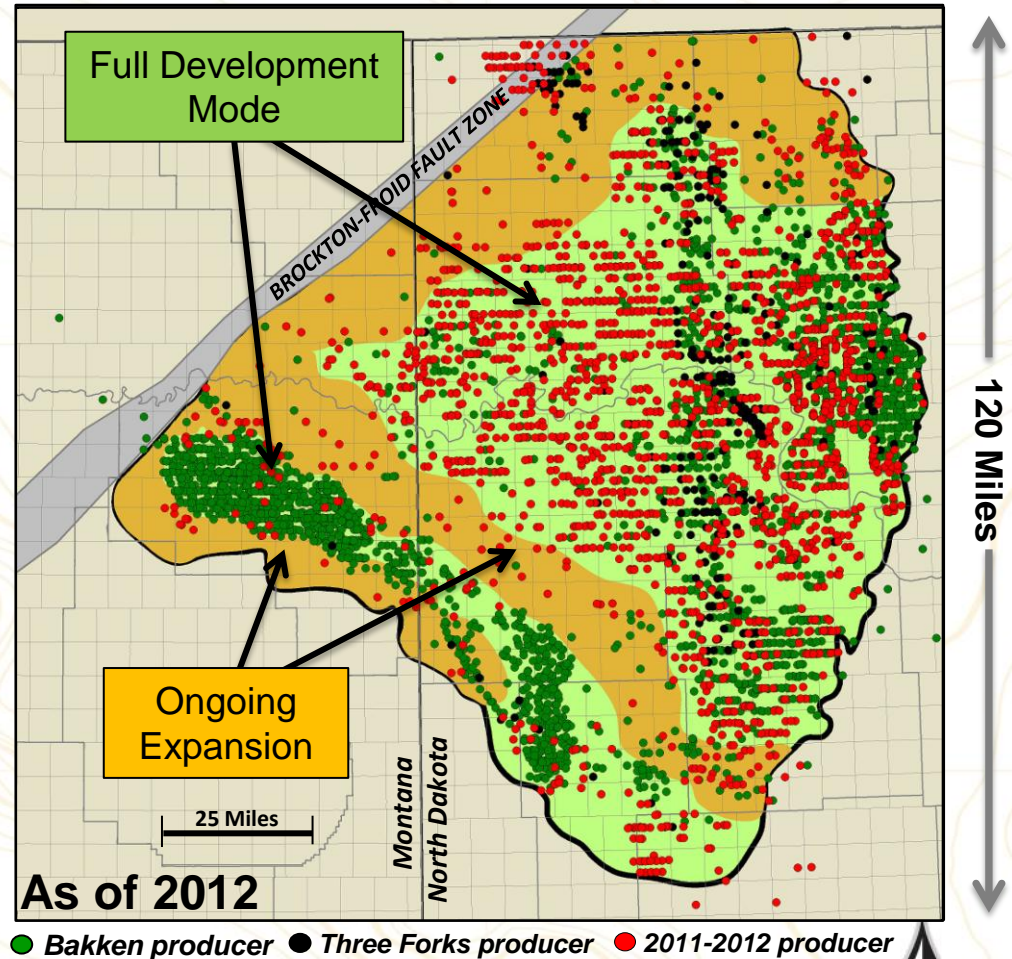 Full Development
Mode
BROCKTON-FROID FAULT ZONE
120 Miles
Ongoing
Expansion
25 Miles
Montana
North Dakota
As of 2012
Bakken producer
Three Forks producer
2011-2012 producer